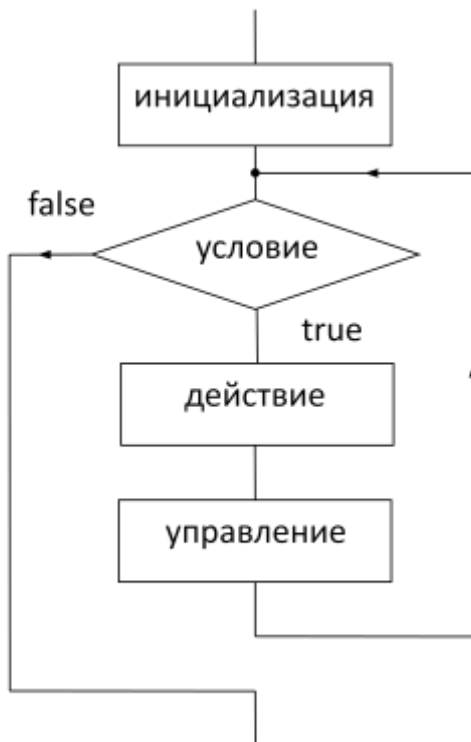 инициализация
false
условие
true
действие
управление